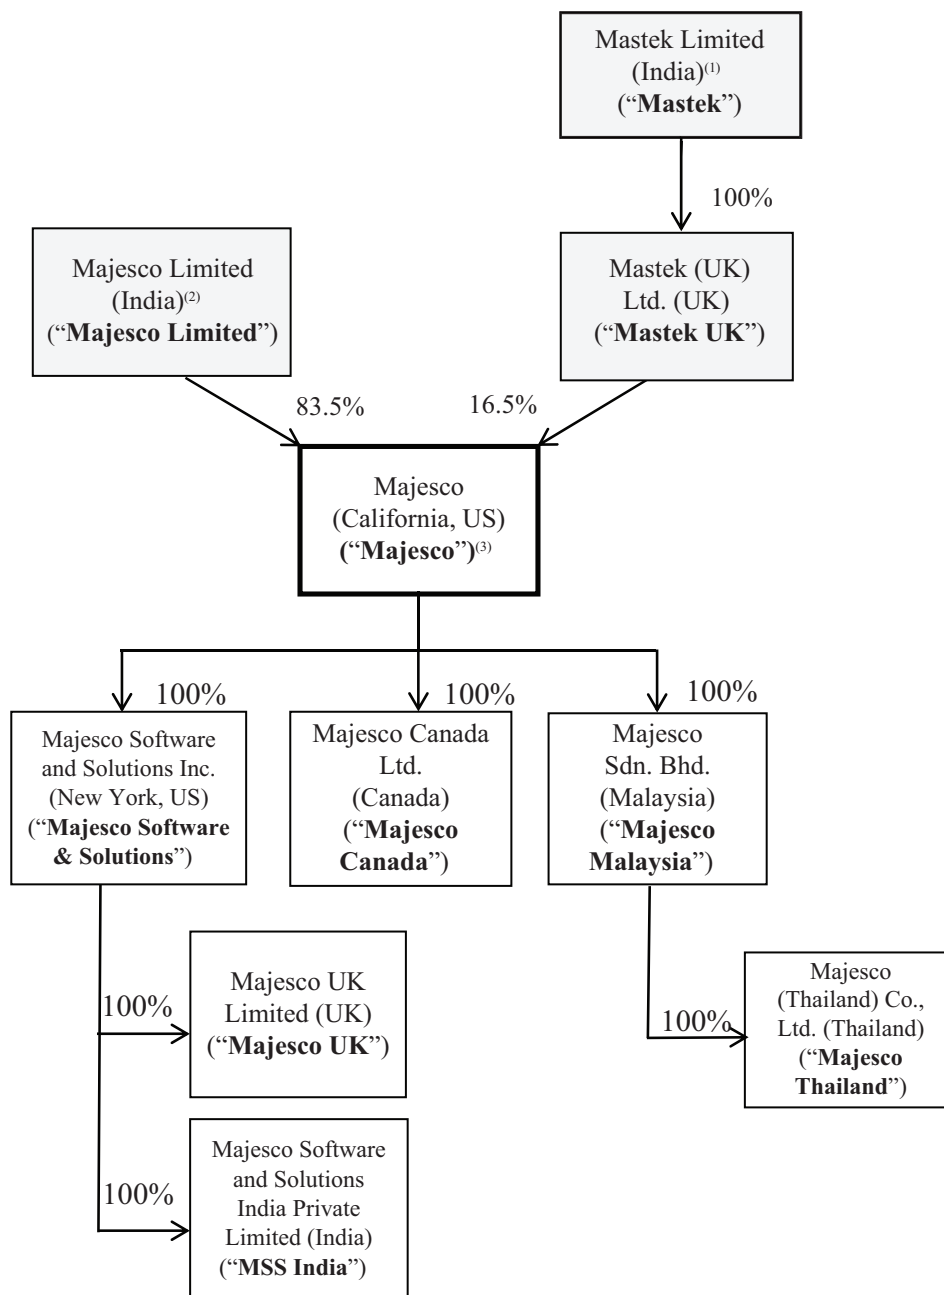 Mastek Limited
(India)(1)
(“Mastek”)
100%
Majesco Limited
(India)(2)
(“Majesco Limited”)
Mastek (UK)
Ltd. (UK)
(“Mastek UK”)
83.5%
16.5%
Majesco
(California, US)
(“Majesco”)(3)
100%
100%
100%
Majesco Software
and Solutions Inc.
(New York, US)
(“Majesco Software
& Solutions”)
Majesco Canada
Ltd.
(Canada)
(“Majesco
Canada”)
Majesco
Sdn. Bhd.
(Malaysia)
(“Majesco
Malaysia”)
100%
Majesco UK
Limited (UK)
(“Majesco UK”)
100%
Majesco
(Thailand) Co.,
Ltd. (Thailand)
(“Majesco
Thailand”)
100%
Majesco Software
and Solutions
India Private
Limited (India)
(“MSS India”)